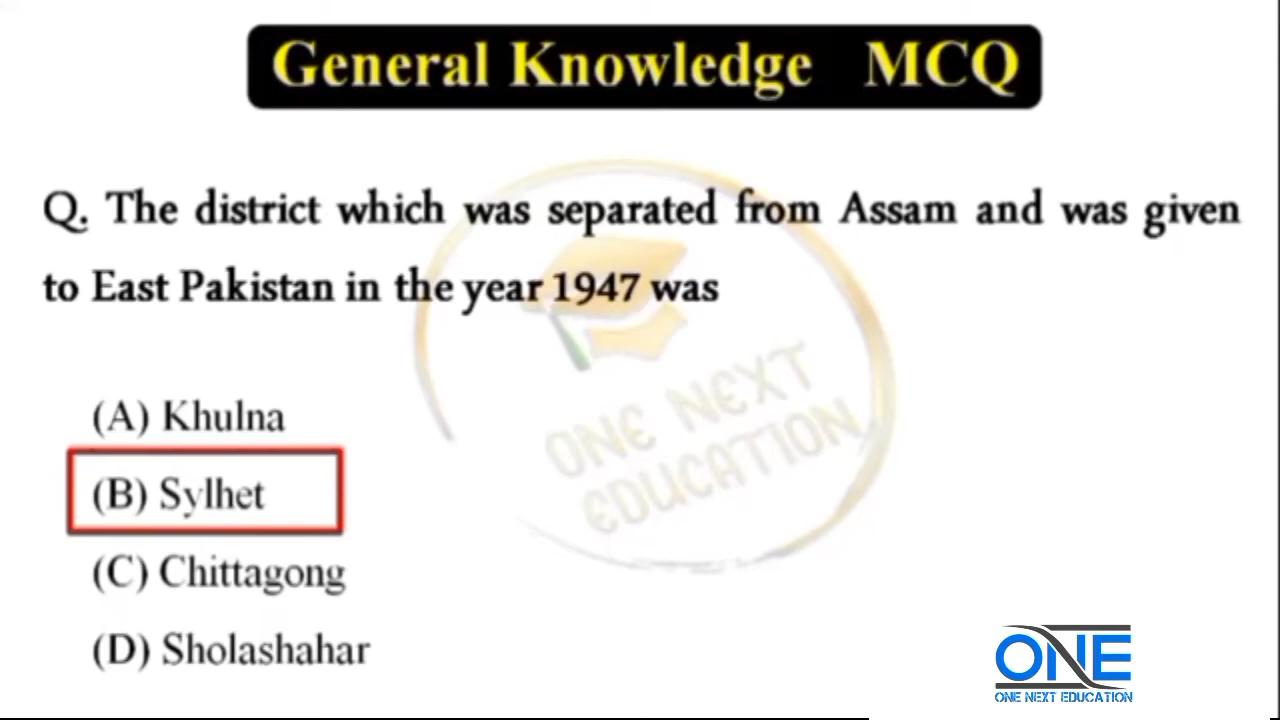 General Knowledge MCQ
Q. The district which was separated from Assam and was given
to East Pakistan in the year 1947 was
ONE NEXT
EDUCATION
(A) Khulna
(B) Sylhet
(C) Chittagong
(D) Sholashahar
ONE
ONE NEXT EDUCATION